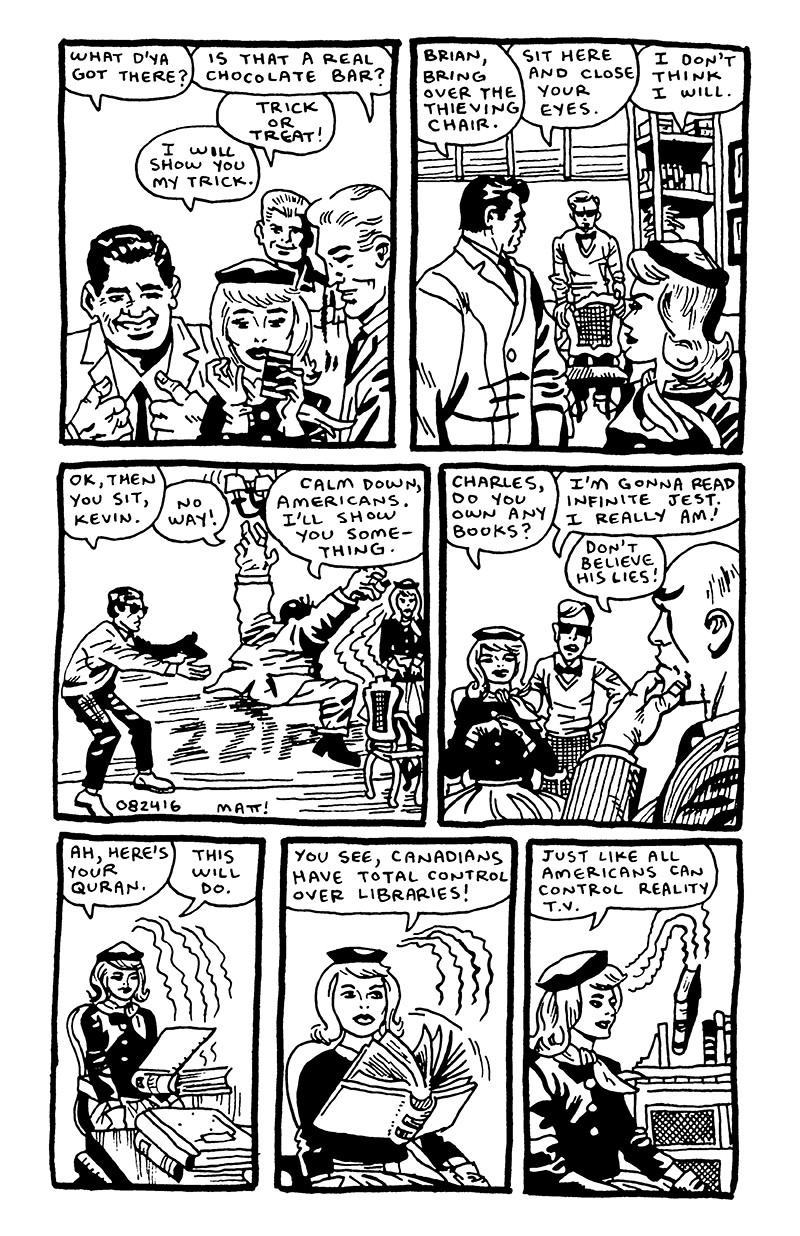 WHAT D'YA
GOT THERE?
IS THAT A REAL
CHOCOLATE BAR?
TRICK
OR
TREAT!
I WILL
SHOW YOU
MY TRICK.
BRIAN,
BRING
OVER THE
THIEVING
CHAIR.
SIT HERE
AND CLOSE
YOUR
EYES.
I DON'T
THINK
I WILL.
OK, THEN
YOU SIT,
KEVIN.
NO
WAY!
CALM DOWN,
AMERICANS.
I'LL SHOW
YOU SOME-
THING.
ZZIP
082416 MATT!
CHARLES,
DO YOU
OWN ANY
BOOKS?
I'M GONNA READ
INFINITE JEST.
I REALLY AM!
DON'T
BELIEVE
HIS LIES!
AH, HERE'S
YOUR
QURAN.
THIS
WILL
DO.
YOU SEE, CANADIANS
HAVE TOTAL CONTROL
OVER LIBRARIES!
JUST LIKE ALL
AMERICANS CAN
CONTROL REALITY
T.V.